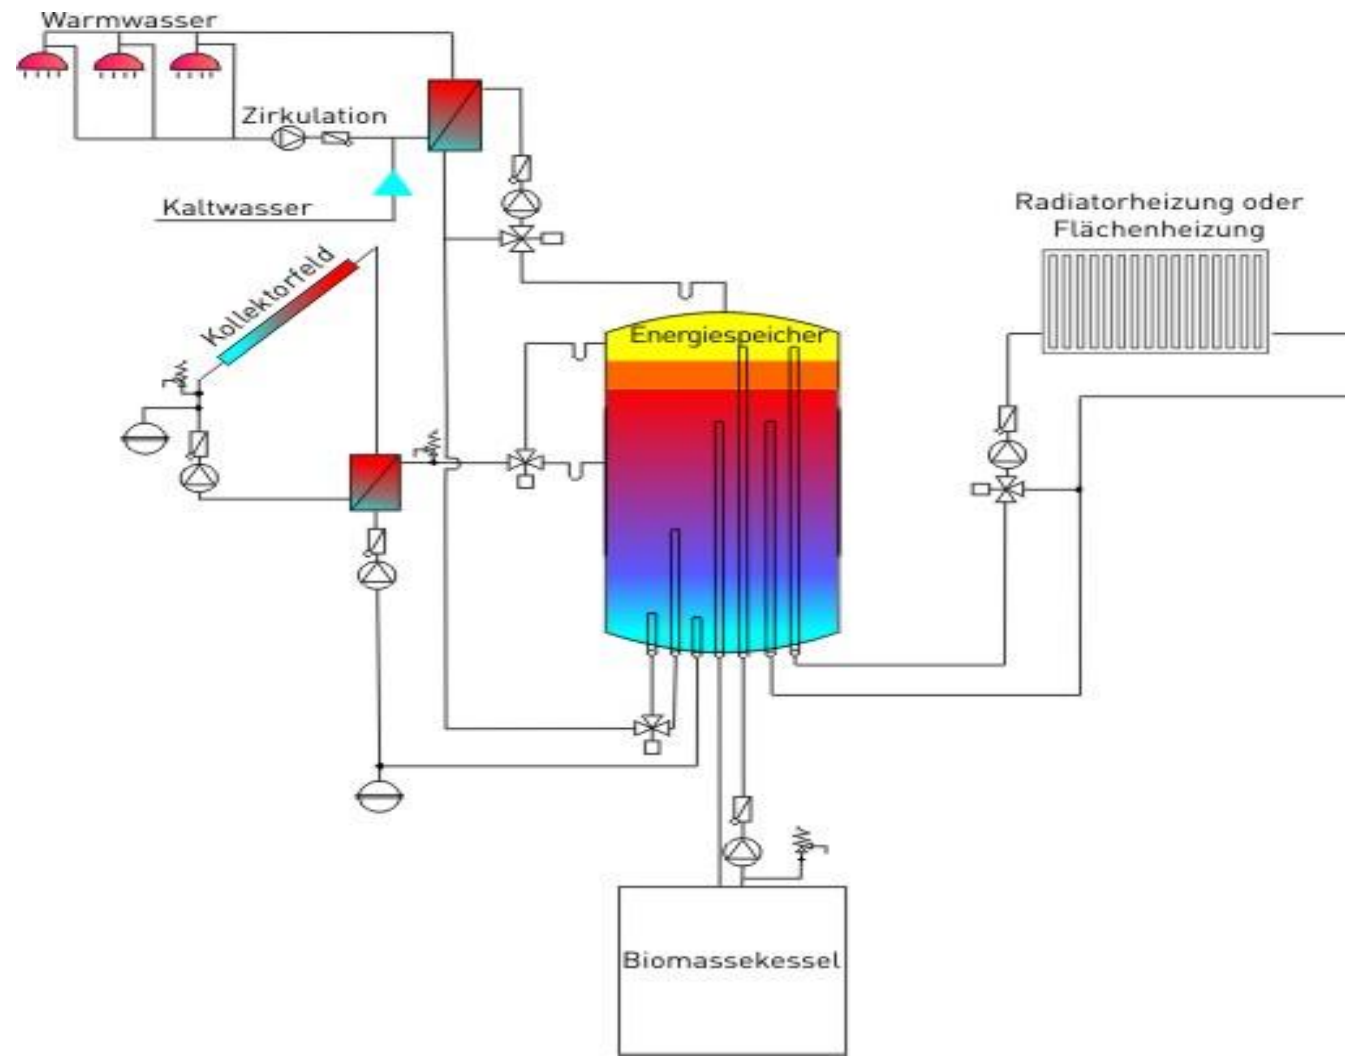 Warmwasser
Zirkulation
Kaltwasser
Kollektorfeld
Radiatorheizung oder
Flächenheizung
Energiespeicher
Biomassekessel